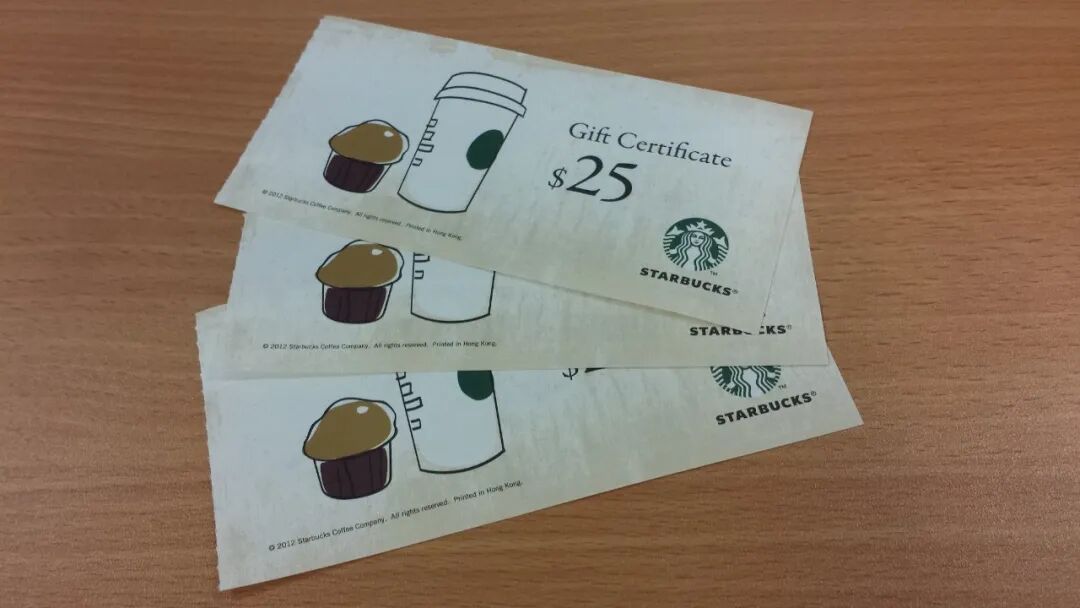 Gift Certificate
$25
© 2012 Starbucks Coffee Company. All rights reserved. Printed in Hong Kong.
™
STARBUCKS®
© 2012 Starbucks Coffee Company. All rights reserved. Printed in Hong Kong.
STARBUCKS®
$
™
STARBUCKS®
© 2012 Starbucks Coffee Company. All rights reserved. Printed in Hong Kong.